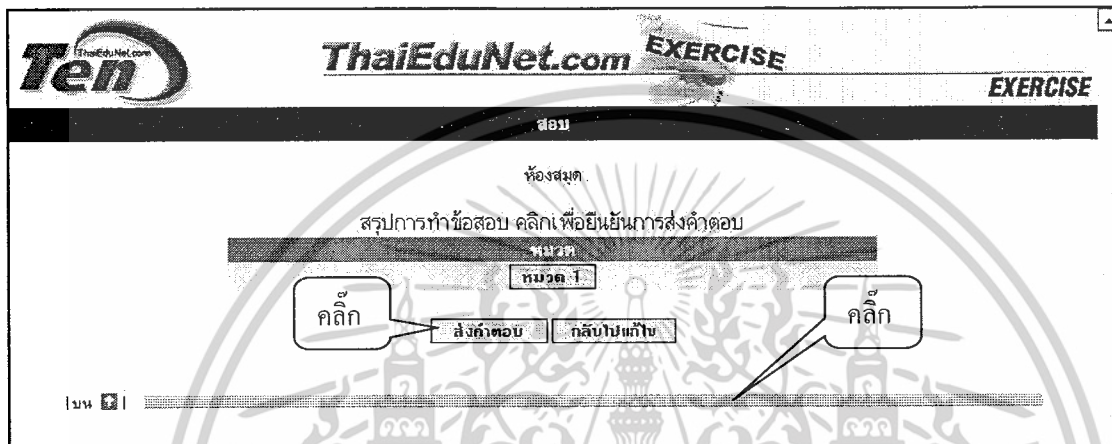 ThaiEduNet.com
Ten
ThaiEduNet.com EXERCISE
EXERCISE
สอบ
ห้องสมุด
สรุปการทำข้อสอบ คลิกเพื่อยืนยันการส่งคำตอบ
หมวด
หมวด 1
คลิ๊ก
คลิ๊ก
ส่งคำตอบ กลับไปแก้ไข
|บน |